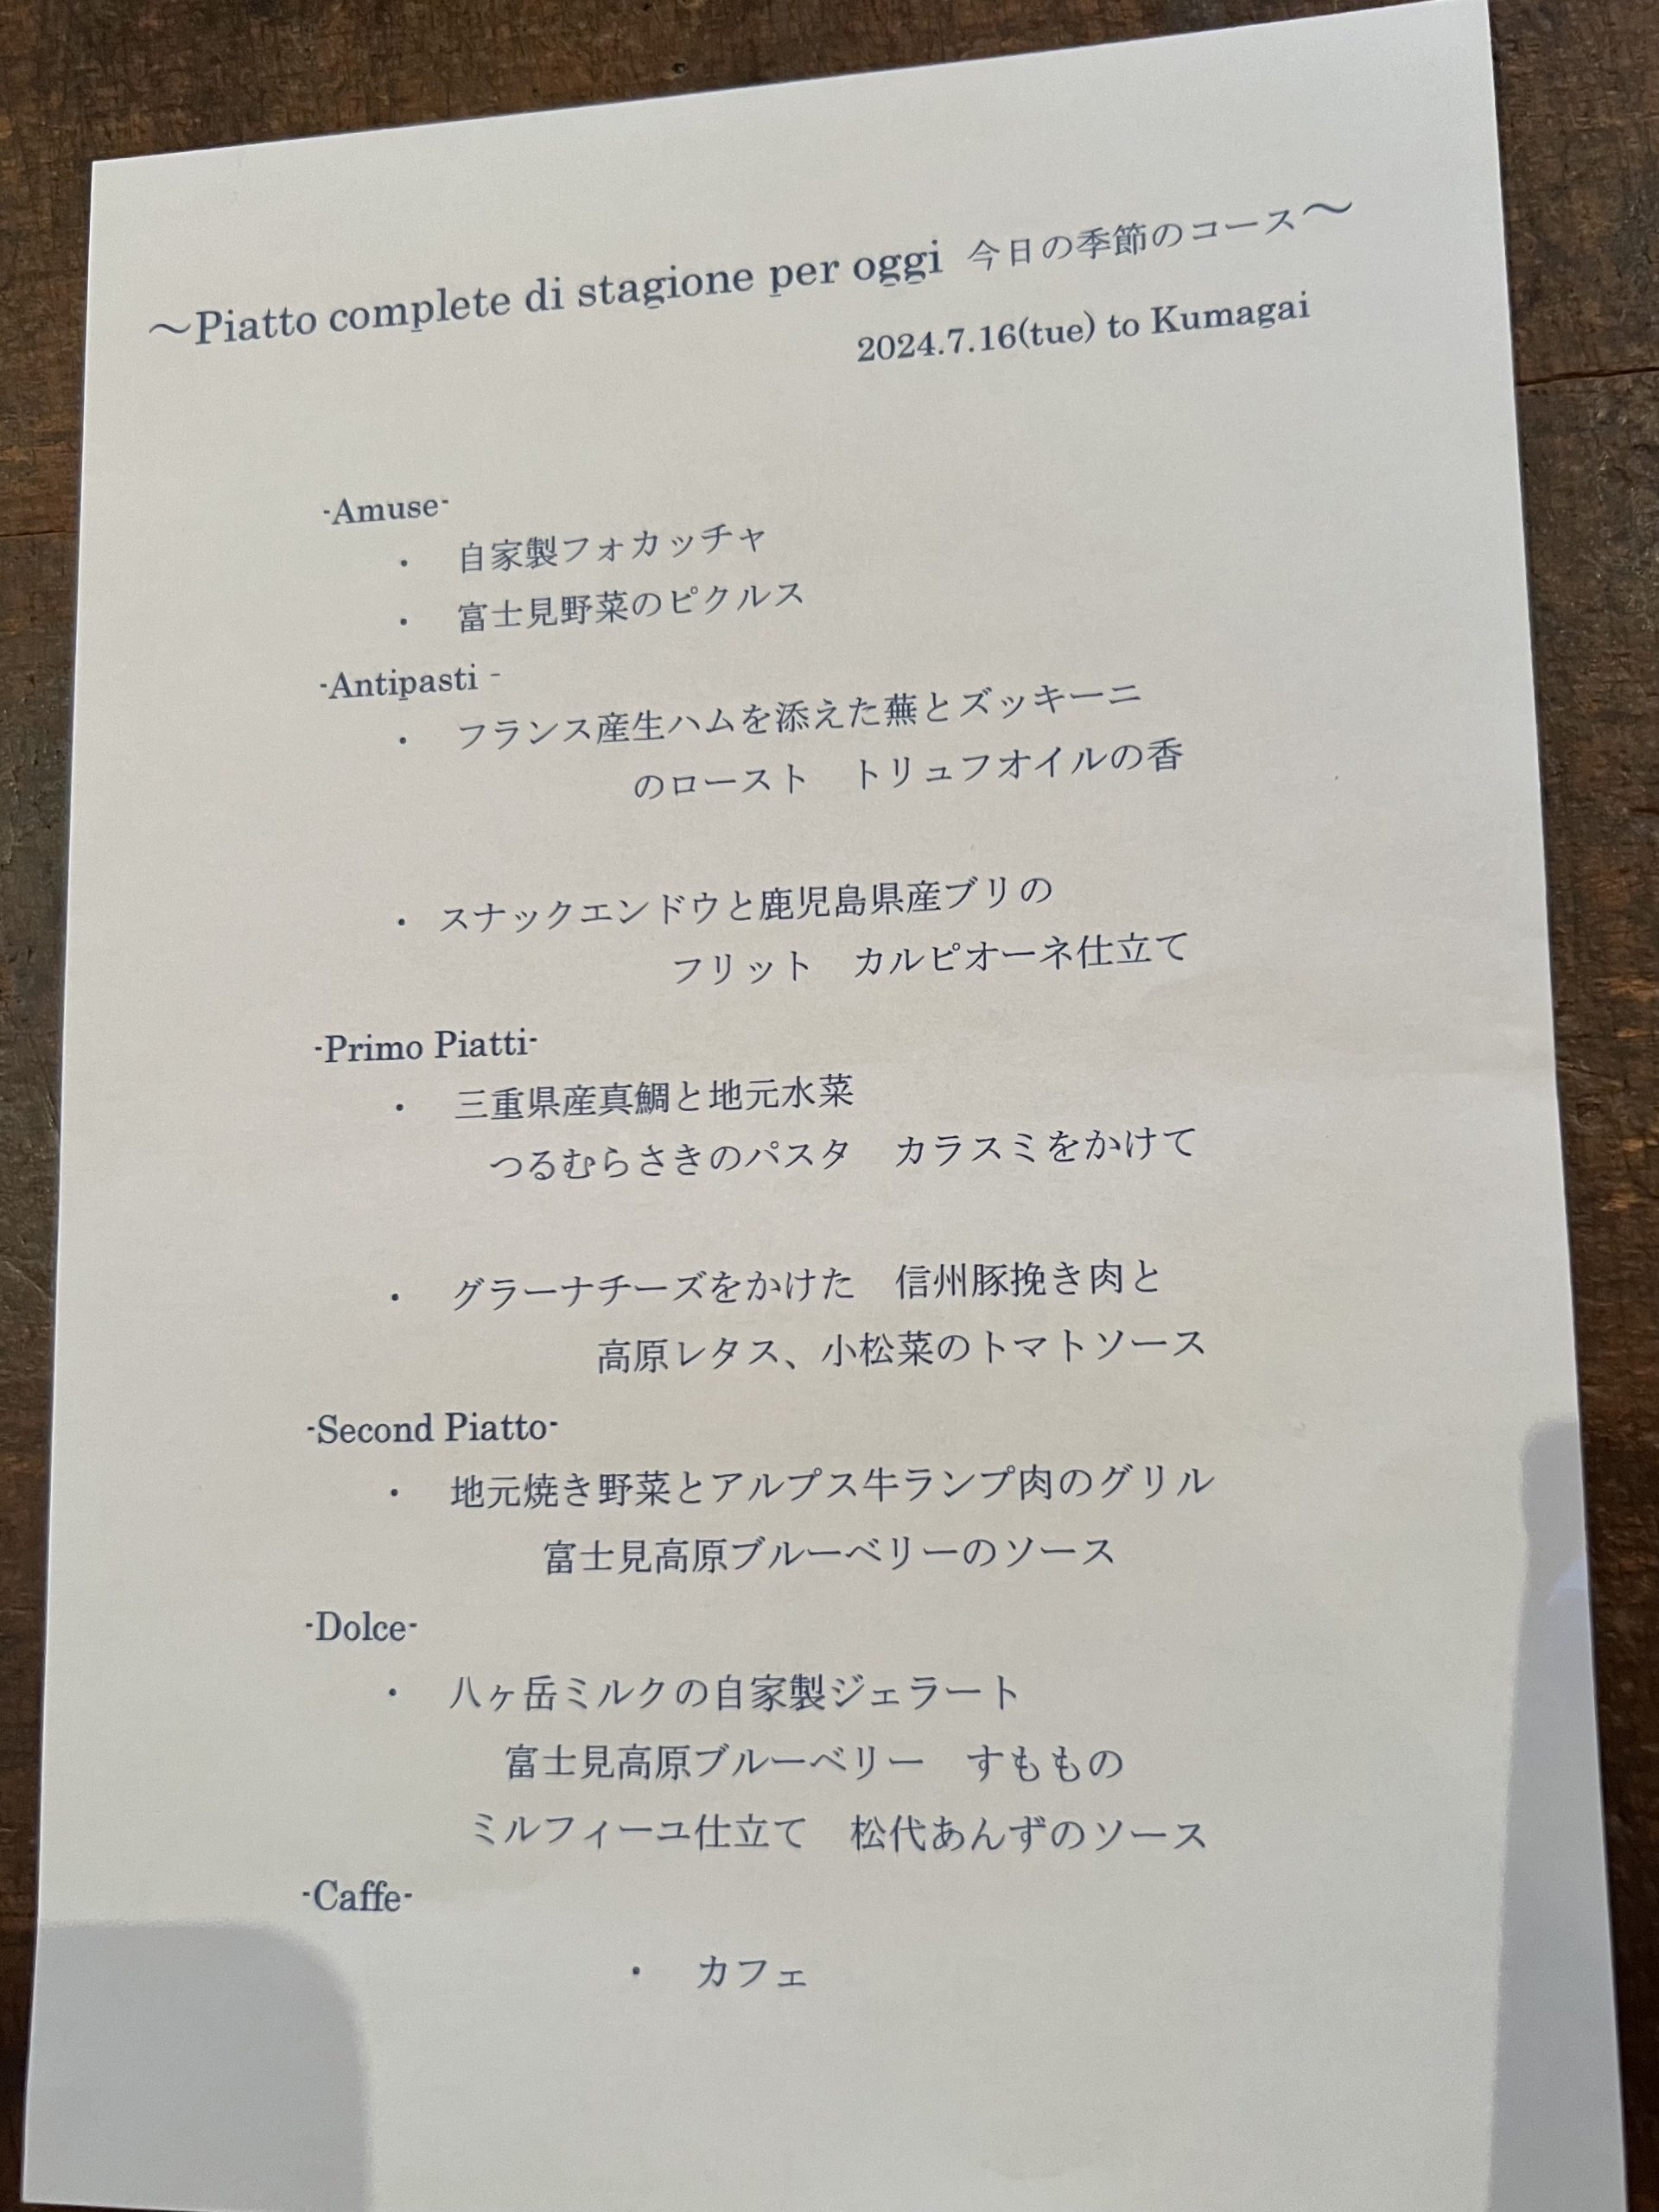 ～Piatto complete di stagione per oggi 今日の季節のコース～
2024.7.16(tue) to Kumagai
-Amuse-
・ 自家製フォカッチャ
・ 富士見野菜のピクルス
-Antipasti -
・ フランス産生ハムを添えた蕪とズッキーニ
のロースト　トリュフオイルの香
・ スナックエンドウと鹿児島県産ブリの
フリット　カルピオーネ仕立て
-Primo Piatti-
・ 三重県産真鯛と地元水菜
つるむらさきのパスタ　カラスミをかけて
・ グラーナチーズをかけた　信州豚挽き肉と
高原レタス、小松菜のトマトソース
-Second Piatto-
・ 地元焼き野菜とアルプス牛ランプ肉のグリル
富士見高原ブルーベリーのソース
-Dolce-
・ 八ヶ岳ミルクの自家製ジェラート
富士見高原ブルーベリー　すももの
ミルフィーユ仕立て　松代あんずのソース
-Caffe-
・ カフェ